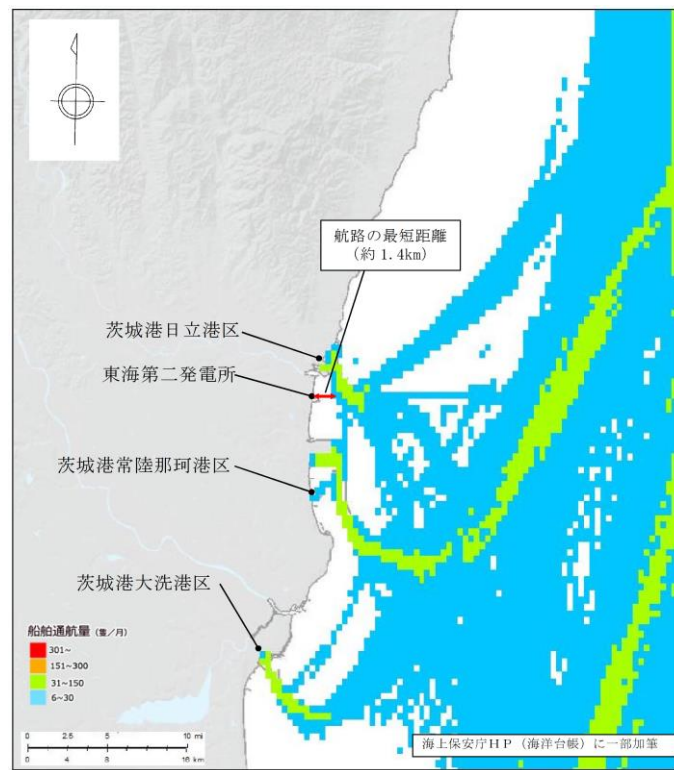 航路の最短距離
(約 1.4km)
茨城港日立港区
東海第二発電所
茨城港常陸那珂港区
茨城港大洗港区
船舶通航量 (隻/月)
301~
151~300
31~150
6~30
0 2.5 5 10 mi
0 4 8 16 km
海上保安庁HP(海洋台帳)に一部加筆